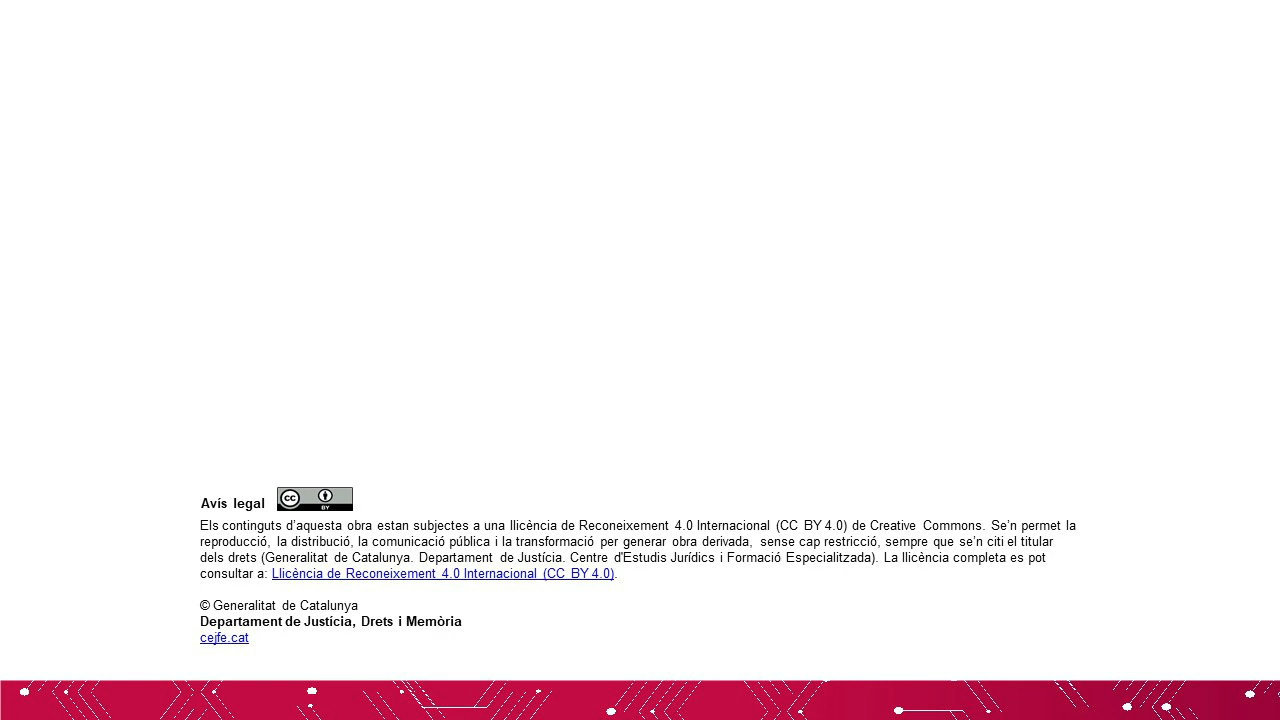 Avís legal
cc
BY
Els continguts d’aquesta obra estan subjectes a una llicència de Reconeixement 4.0 Internacional (CC BY 4.0) de Creative Commons. Se’n permet la
reproducció, la distribució, la comunicació pública i la transformació per generar obra derivada, sense cap restricció, sempre que se’n citi el titular
dels drets (Generalitat de Catalunya. Departament de Justícia. Centre d'Estudis Jurídics i Formació Especialitzada). La llicència completa es pot
consultar a: Llicència de Reconeixement 4.0 Internacional (CC BY 4.0).
© Generalitat de Catalunya
Departament de Justícia, Drets i Memòria
cejfe.cat